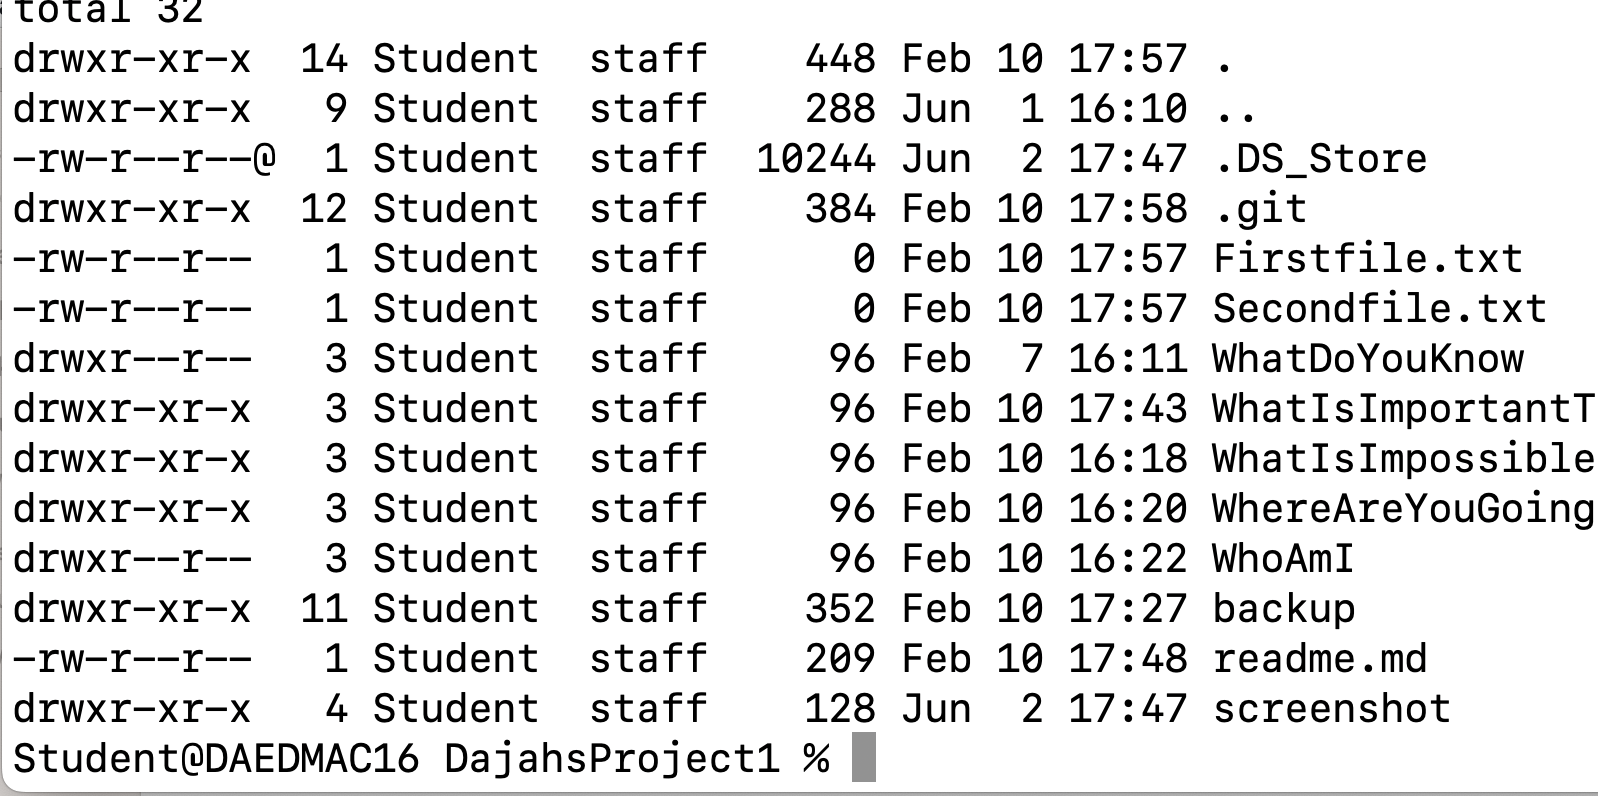 total 32
drwxr-xr-x  14 Student  staff    448 Feb 10 17:57 .
drwxr-xr-x   9 Student  staff    288 Jun  1 16:10 ..
-rw-r--r--@  1 Student  staff  10244 Jun  2 17:47 .DS_Store
drwxr-xr-x  12 Student  staff    384 Feb 10 17:58 .git
-rw-r--r--   1 Student  staff      0 Feb 10 17:57 Firstfile.txt
-rw-r--r--   1 Student  staff      0 Feb 10 17:57 Secondfile.txt
drwxr--r--   3 Student  staff     96 Feb  7 16:11 WhatDoYouKnow
drwxr-xr-x   3 Student  staff     96 Feb 10 17:43 WhatIsImportantT
drwxr-xr-x   3 Student  staff     96 Feb 10 16:18 WhatIsImpossible
drwxr-xr-x   3 Student  staff     96 Feb 10 16:20 WhereAreYouGoing
drwxr--r--   3 Student  staff     96 Feb 10 16:22 WhoAmI
drwxr-xr-x  11 Student  staff    352 Feb 10 17:27 backup
-rw-r--r--   1 Student  staff    209 Feb 10 17:48 readme.md
drwxr-xr-x   4 Student  staff    128 Jun  2 17:47 screenshot
Student@DAEDMAC16 DajahsProject1 %